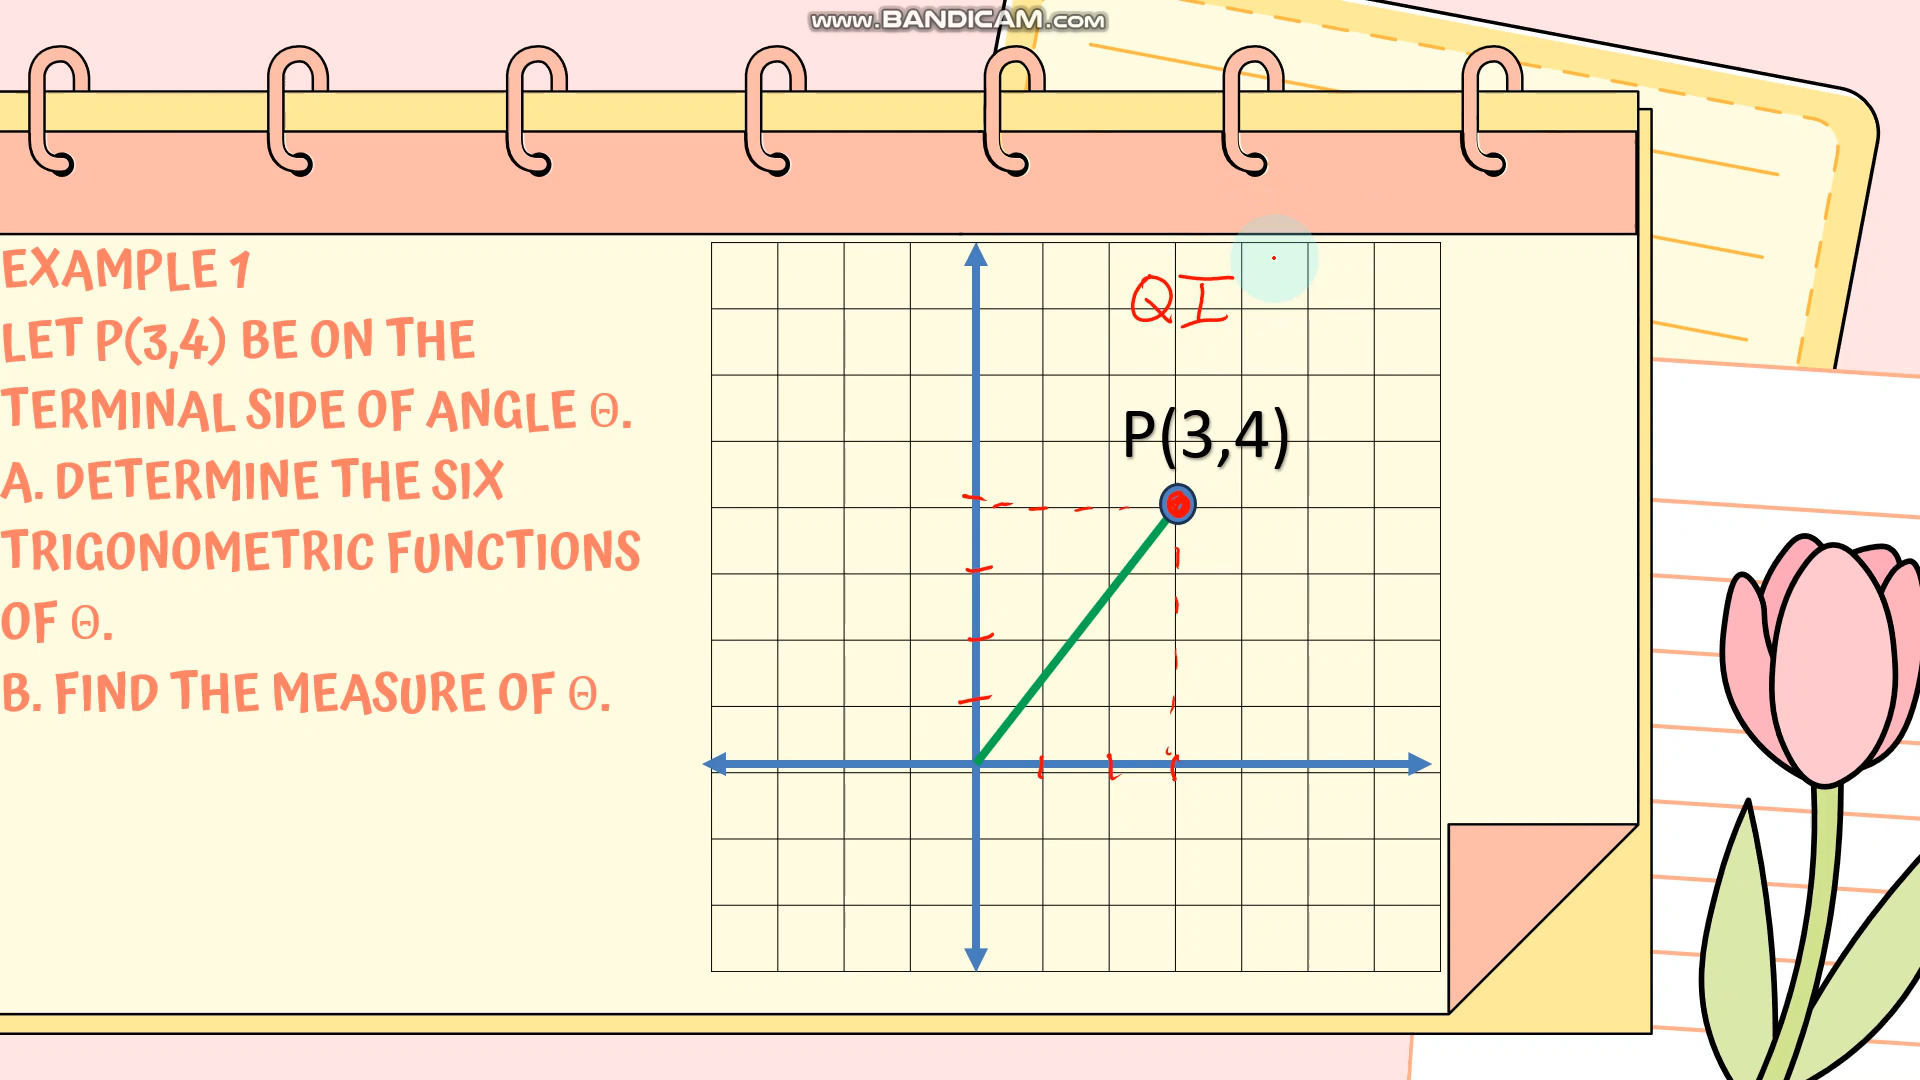 www.BANDICAM.com
EXAMPLE 1
LET P(3,4) BE ON THE
TERMINAL SIDE OF ANGLE Θ.
A. DETERMINE THE SIX
TRIGONOMETRIC FUNCTIONS
OF Θ.
B. FIND THE MEASURE OF Θ.
QI
P(3,4)